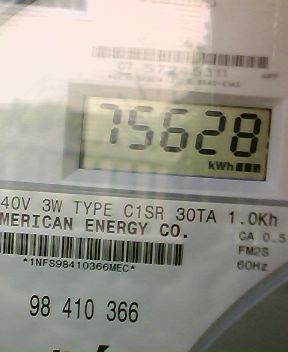 75628
kWh
40V 3W TYPE C1SR 30TA 1.0Kh
MERICAN ENERGY CO.
CA 0.5
FM2S
*1NFS98410366MEC*
60Hz
98 410 366